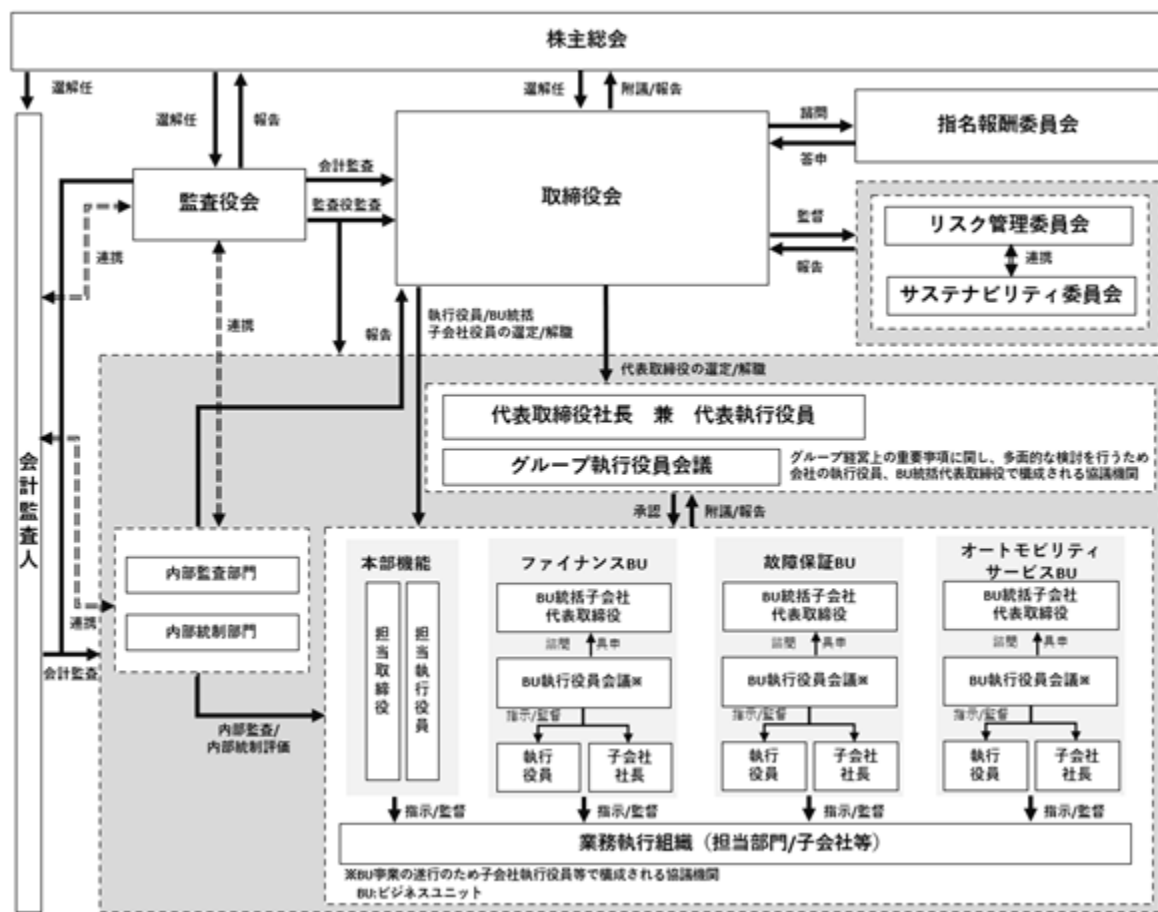 株主総会
選解任
選解任
報告
選解任
附議/報告
監査役会
会計監査
監査役監査
取締役会
諮問
答申
指名報酬委員会
監督
報告
リスク管理委員会
連携
サステナビリティ委員会
連携
連携
報告
執行役員/BU統括
子会社役員の選定/解職
代表取締役の選定/解職
代表取締役社長 兼 代表執行役員
グループ執行役員会議
グループ経営上の重要事項に関し、多面的な検討を行うため
会社の執行役員、BU統括代表取締役で構成される協議機関
承認
附議/報告
会計監査人
連携
会計監査
内部監査部門
内部統制部門
内部監査/
内部統制評価
本部機能
担当取締役
担当執行役員
指示/監督
ファイナンスBU
BU統括子会社
代表取締役
諮問
具申
BU執行役員会議※
指示/監督
執行
役員
子会社
社長
指示/監督
故障保証BU
BU統括子会社
代表取締役
諮問
具申
BU執行役員会議※
指示/監督
執行
役員
子会社
社長
指示/監督
オートモビリティ
サービスBU
BU統括子会社
代表取締役
諮問
具申
BU執行役員会議※
指示/監督
執行
役員
子会社
社長
指示/監督
業務執行組織（担当部門/子会社等）
※BU事業の遂行のため子会社執行役員等で構成される協議機関
BU:ビジネスユニット